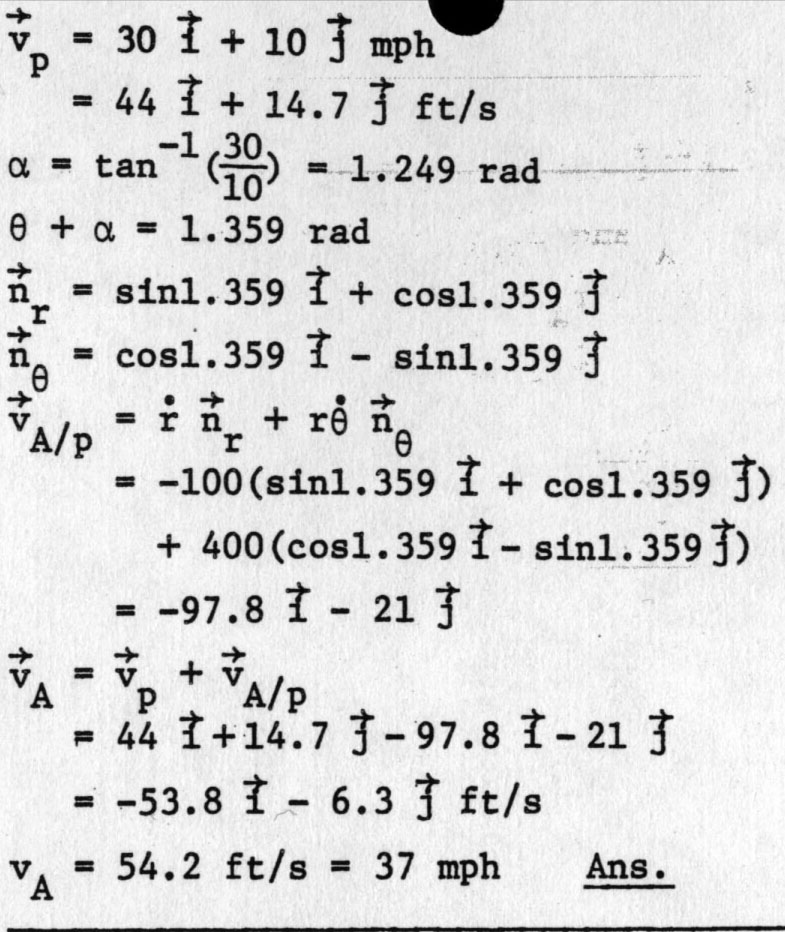 v⃗_p = 30 i⃗ + 10 j⃗ mph
= 44 i⃗ + 14.7 j⃗ ft/s
α = tan⁻¹(30/10) = 1.249 rad
θ + α = 1.359 rad
n⃗_r = sin1.359 i⃗ + cos1.359 j⃗
n⃗_θ = cos1.359 i⃗ - sin1.359 j⃗
v⃗_A/p = ṙ n⃗_r + rθ̇ n⃗_θ
= -100(sin1.359 i⃗ + cos1.359 j⃗)
+ 400(cos1.359 i⃗ - sin1.359 j⃗)
= -97.8 i⃗ - 21 j⃗
v⃗_A = v⃗_p + v⃗_A/p
= 44 i⃗+14.7 j⃗-97.8 i⃗-21 j⃗
= -53.8 i⃗ - 6.3 j⃗ ft/s
v_A = 54.2 ft/s = 37 mph Ans.